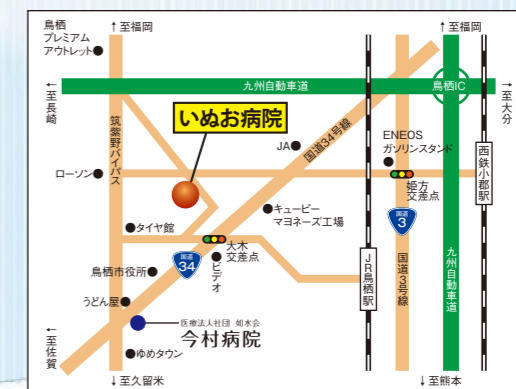 鳥栖
プレミアム
アウトレット
↑至福岡
↑至福岡
←至長崎
九州自動車道
鳥栖IC
→至大分
いぬお病院
筑紫野バイパス
JA
国道34号線
ENEOS
ガソリンスタンド
西鉄小郡駅
ローソン
姫方
交差点
キューピー
マヨネーズ工場
国道
3
タイヤ館
大木
交差点
国道
34
ビデオ
JR鳥栖駅
国道3号線
九州自動車道
鳥栖市役所
うどん屋
医療法人社団 如水会
今村病院
←至佐賀
ゆめタウン
↓至久留米
↓至熊本